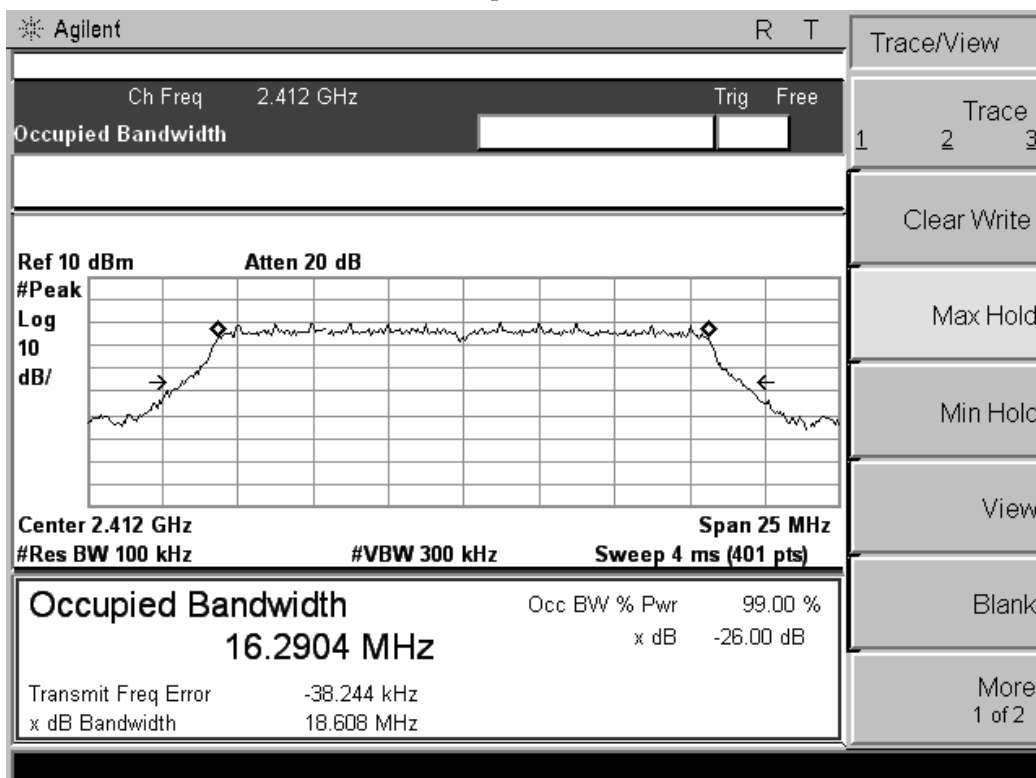 Agilent R T
Ch Freq 2.412 GHz Trig Free
Occupied Bandwidth
Ref 10 dBm Atten 20 dB
#Peak
Log
10
dB/
Center 2.412 GHz Span 25 MHz
#Res BW 100 kHz #VBW 300 kHz Sweep 4 ms (401 pts)
Occupied Bandwidth Occ BW % Pwr 99.00 %
16.2904 MHz x dB -26.00 dB
Transmit Freq Error -38.244 kHz
x dB Bandwidth 18.608 MHz
Trace/View
Trace
1 2 3
Clear Write
Max Hold
Min Hold
View
Blank
More
1 of 2